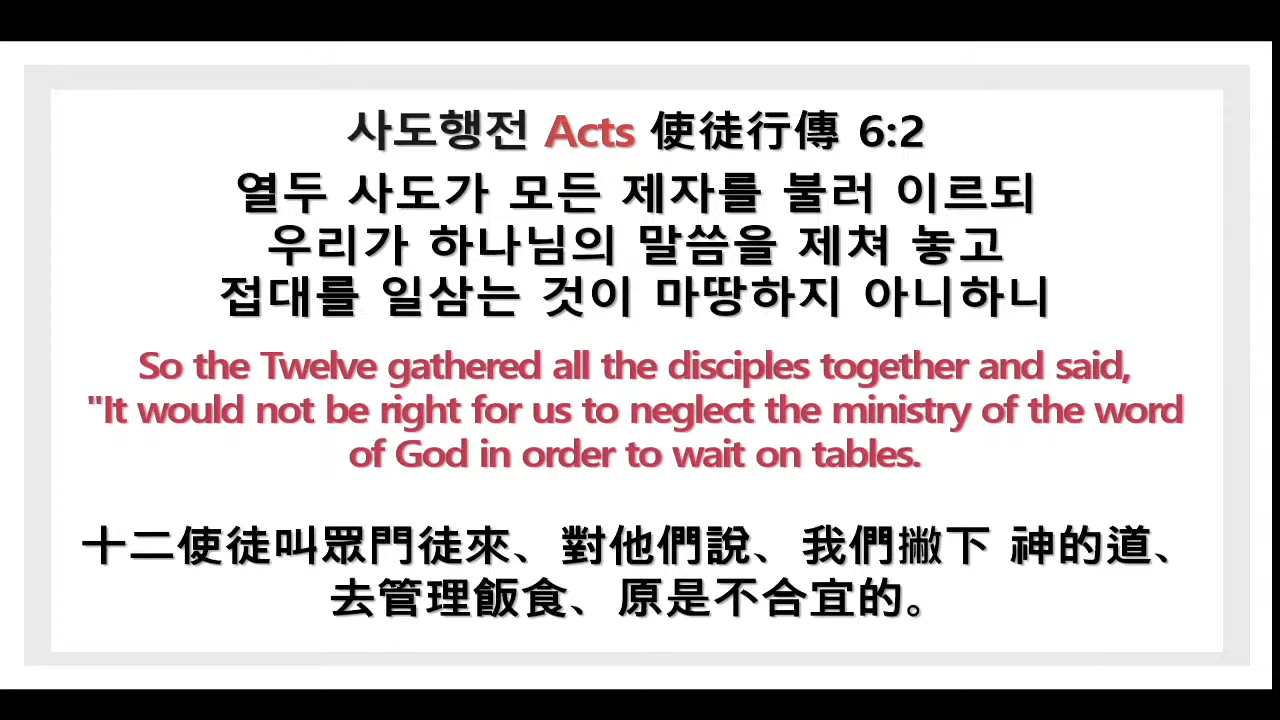 사도행전 Acts 使徒行傳 6:2
열두 사도가 모든 제자를 불러 이르되
우리가 하나님의 말씀을 제쳐 놓고
접대를 일삼는 것이 마땅하지 아니하니
So the Twelve gathered all the disciples together and said,
"It would not be right for us to neglect the ministry of the word
of God in order to wait on tables.
十二使徒叫眾門徒來、對他們說、我們撇下 神的道、
去管理飯食、原是不合宜的。